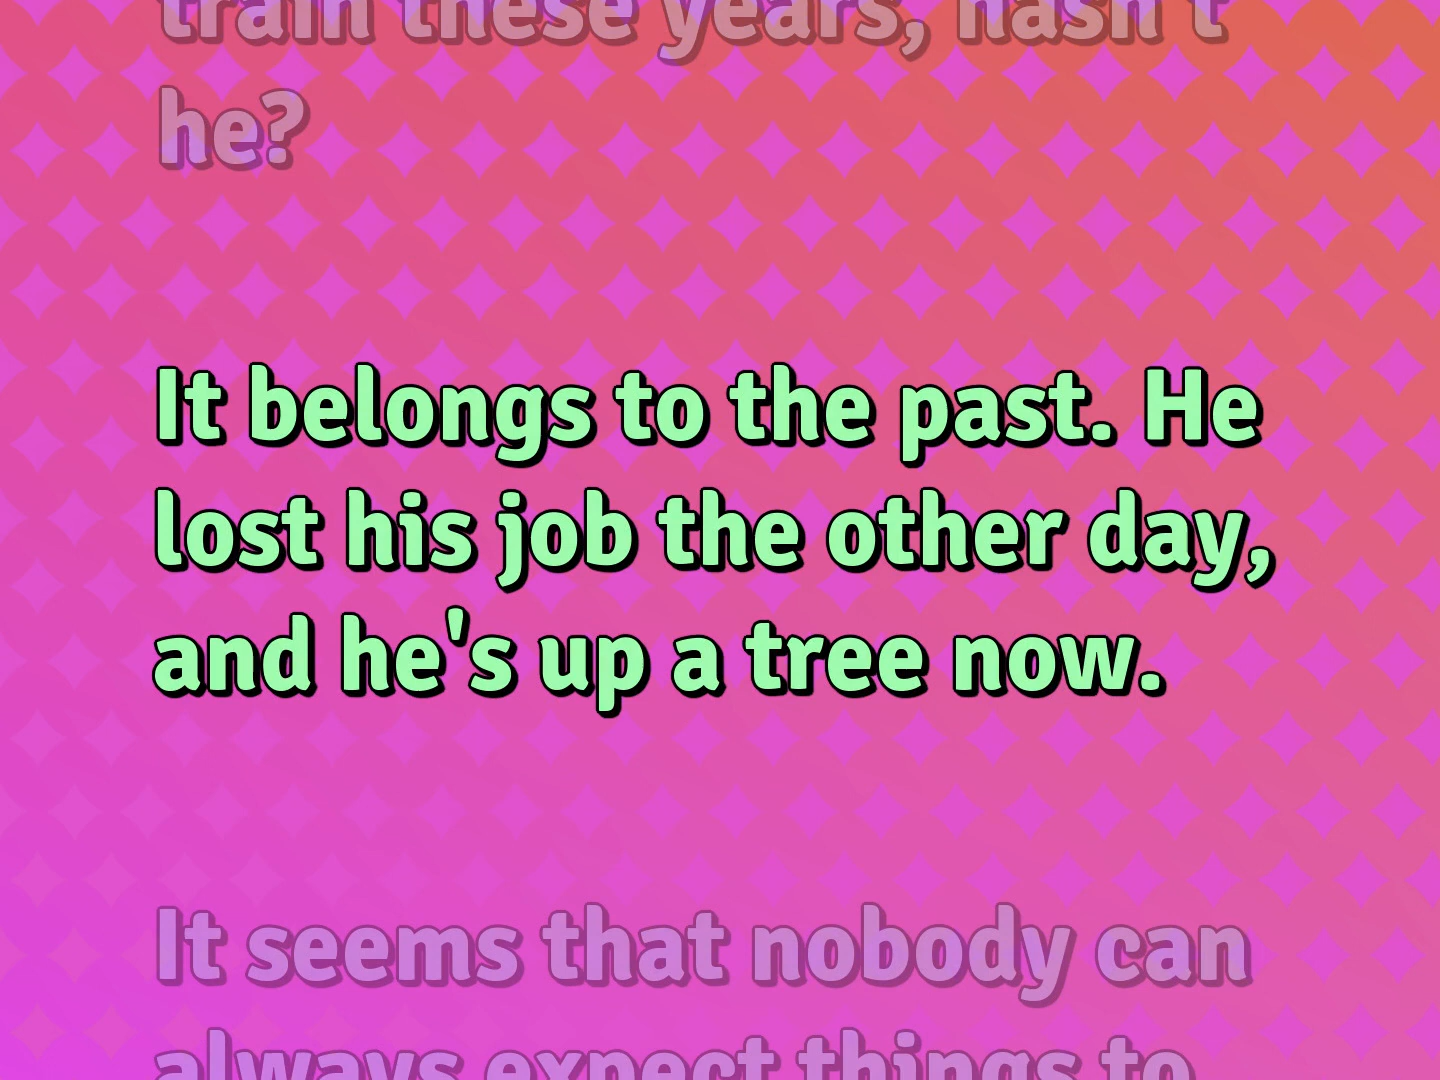 train these years, hasn't
he?
It belongs to the past. He
lost his job the other day,
and he's up a tree now.
It seems that nobody can
always expect things to